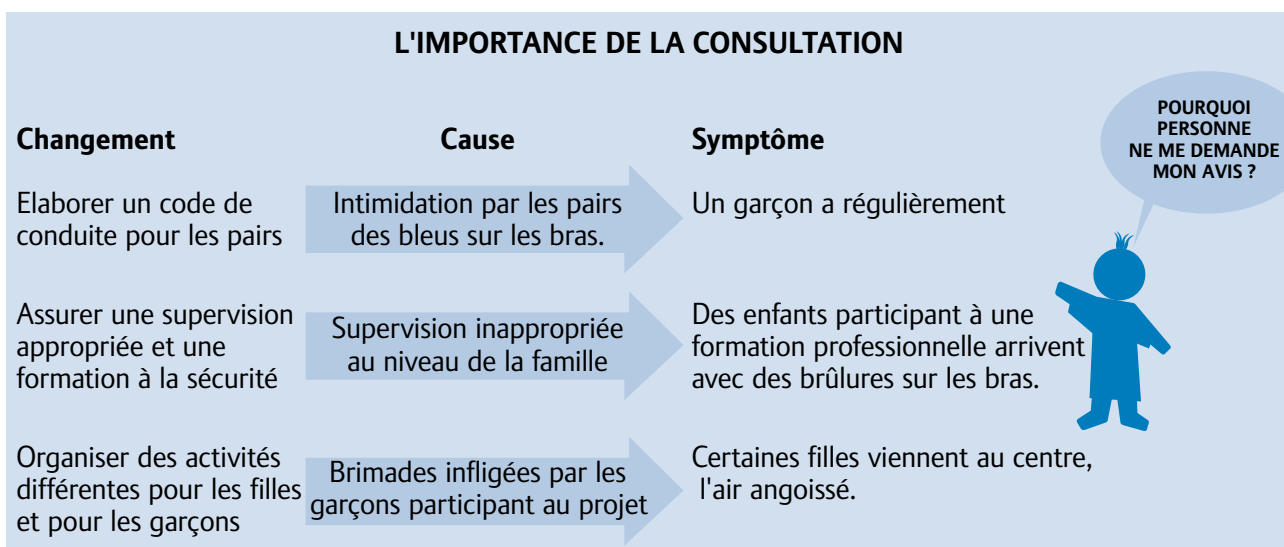 L'IMPORTANCE DE LA CONSULTATION
POURQUOI
PERSONNE
NE ME DEMANDE
MON AVIS ?
Changement
Cause
Symptôme
Elaborer un code de
conduite pour les pairs
Intimidation par les pairs
des bleus sur les bras.
Un garçon a régulièrement
Assurer une supervision
appropriée et une
formation à la sécurité
Supervision inappropriée
au niveau de la famille
Des enfants participant à une
formation professionnelle arrivent
avec des brûlures sur les bras.
Organiser des activités
différentes pour les filles
et pour les garçons
Brimades infligées par les
garçons participant au projet
Certaines filles viennent au centre,
l'air angoissé.